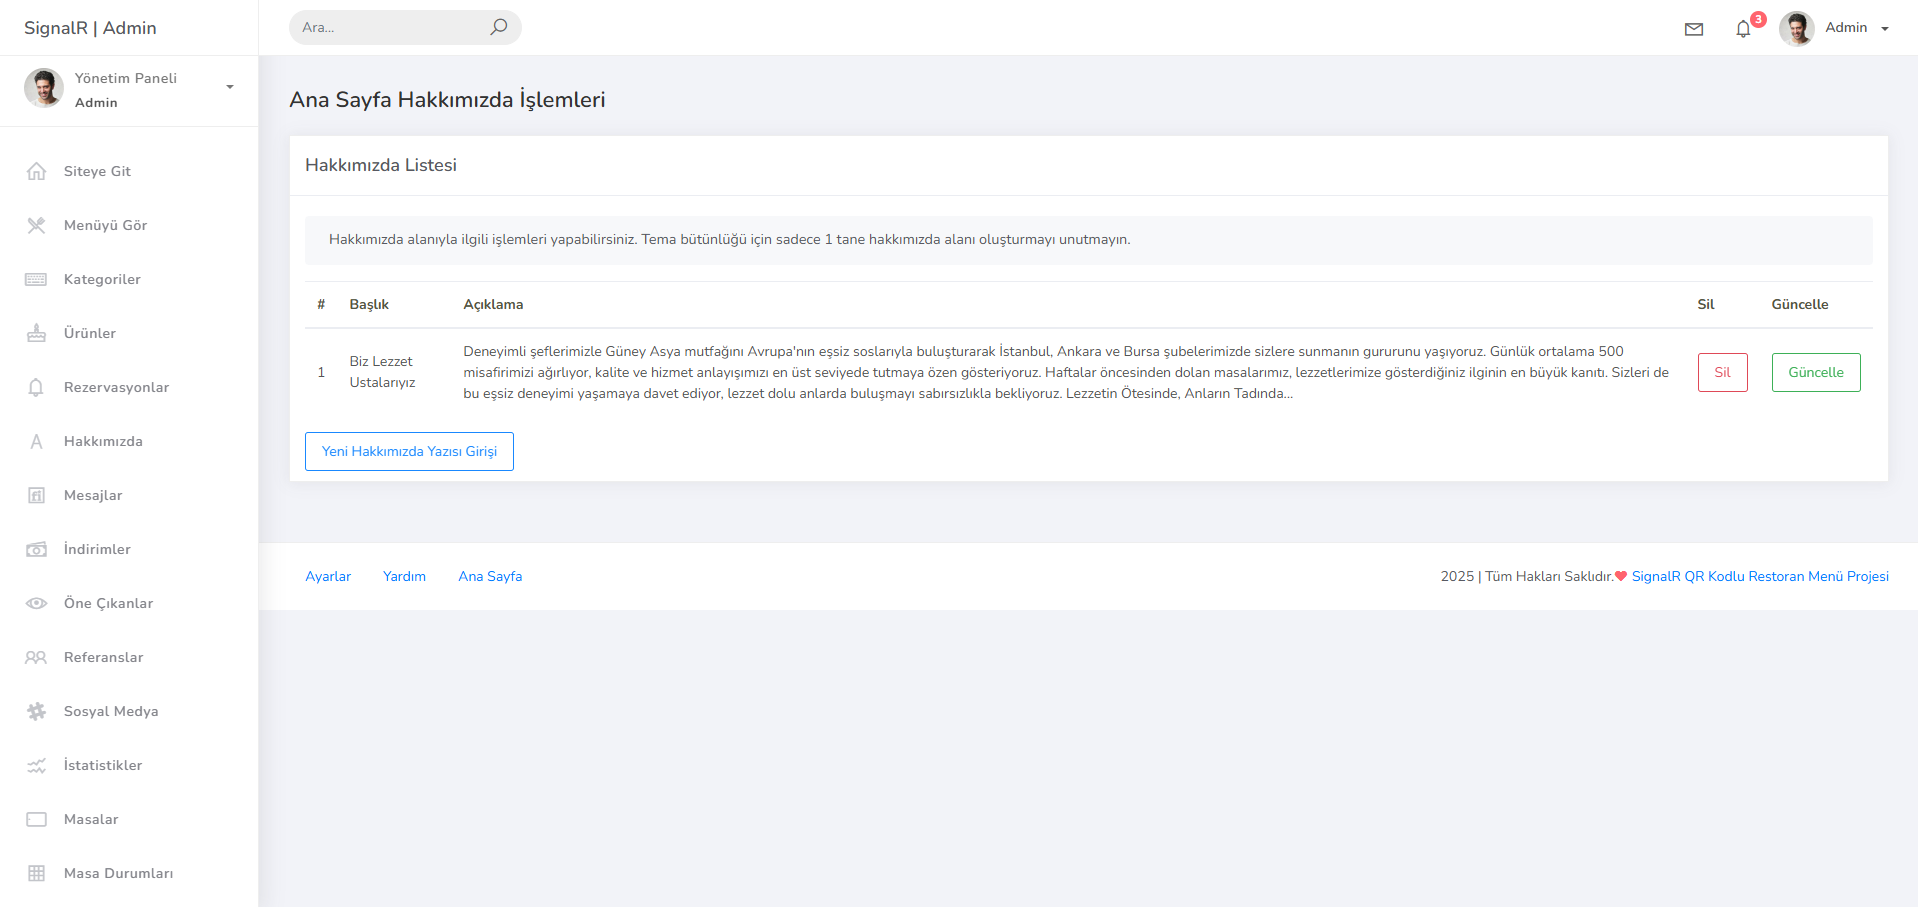 SignalR | Admin
Ara...
3
Admin
Yönetim Paneli
Admin
Siteye Git
Menüyü Gör
Kategoriler
Ürünler
Rezervasyonlar
Hakkımızda
Mesajlar
İndirimler
Öne Çıkanlar
Referanslar
Sosyal Medya
İstatistikler
Masalar
Masa Durumları
Ana Sayfa Hakkımızda İşlemleri
Hakkımızda Listesi
Hakkımızda alanıyla ilgili işlemleri yapabilirsiniz. Tema bütünlüğü için sadece 1 tane hakkımızda alanı oluşturmayı unutmayın.
# Başlık Açıklama Sil Güncelle
1
Biz Lezzet
Ustalarıyız
Deneyimli şeflerimizle Güney Asya mutfağını Avrupa'nın eşsiz soslarıyla buluşturarak İstanbul, Ankara ve Bursa şubelerimizde sizlere sunmanın gururunu yaşıyoruz. Günlük ortalama 500
misafirimizi ağırlıyor, kalite ve hizmet anlayışımızı en üst seviyede tutmaya özen gösteriyoruz. Haftalar öncesinden dolan masalarımız, lezzetlerimize gösterdiğiniz ilginin en büyük kanıtı. Sizleri de
bu eşsiz deneyimi yaşamaya davet ediyor, lezzet dolu anlarda buluşmayı sabırsızlıkla bekliyoruz. Lezzetin Ötesinde, Anların Tadında...
Sil
Güncelle
Yeni Hakkımızda Yazısı Girişi
Ayarlar Yardım Ana Sayfa
2025 | Tüm Hakları Saklıdır.❤ SignalR QR Kodlu Restoran Menü Projesi